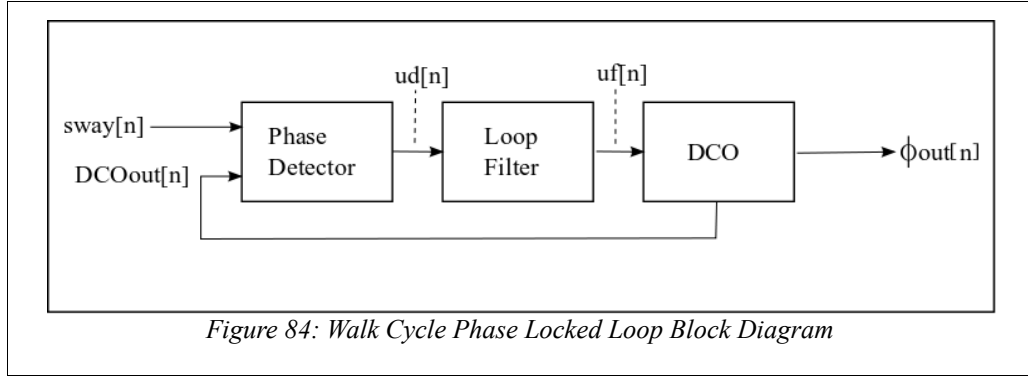 ud[n]
uf[n]
sway[n]
DCOout[n]
Phase
Detector
Loop
Filter
DCO
ϕout[n]
Figure 84: Walk Cycle Phase Locked Loop Block Diagram